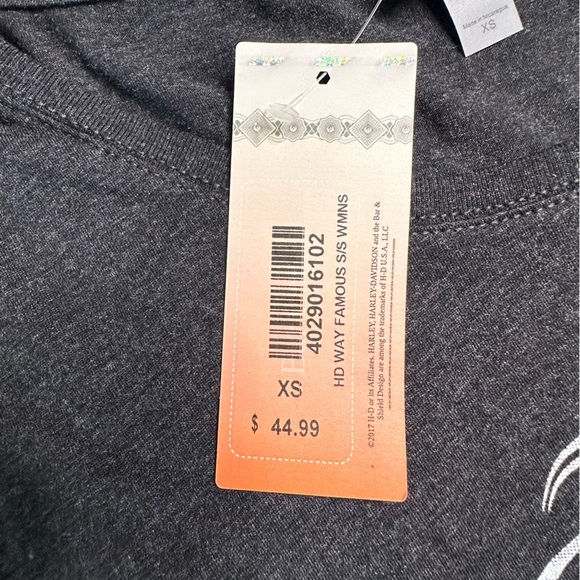 Made in Nicaragua
XS
HD WAY FAMOUS S/S WMNS
4029016102
XS
$ 44.99
©2017 H-D or its Affiliates. HARLEY, HARLEY-DAVIDSON and the Bar &
Shield Design are among the trademarks of H-D U.S.A., LLC